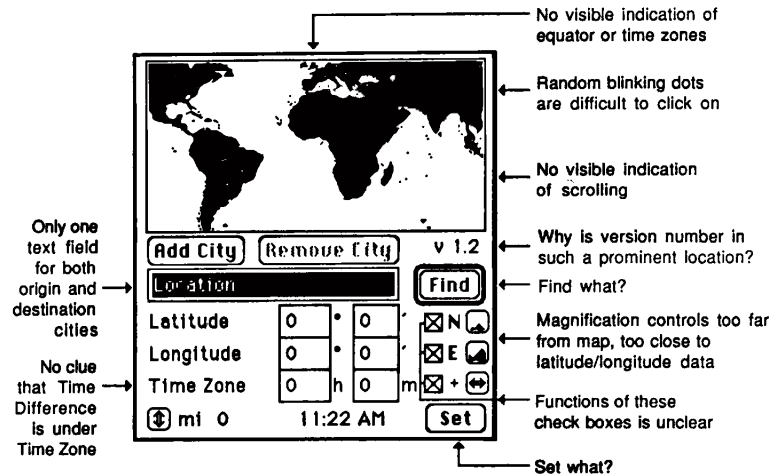 No visible indication of
equator or time zones
Random blinking dots
are difficult to click on
No visible indication
of scrolling
Only one
text field
for both
origin and
destination
cities
No clue
that Time
Difference
is under
Time Zone
Add City
Remove City
v 1.2
Location
Find
Latitude 0 ° 0 ′ N
Longitude 0 ° 0 ′ E
Time Zone 0 h 0 m +
mi 0
11:22 AM
Set
Why is version number in
such a prominent location?
Find what?
Magnification controls too far
from map, too close to
latitude/longitude data
Functions of these
check boxes is unclear
Set what?